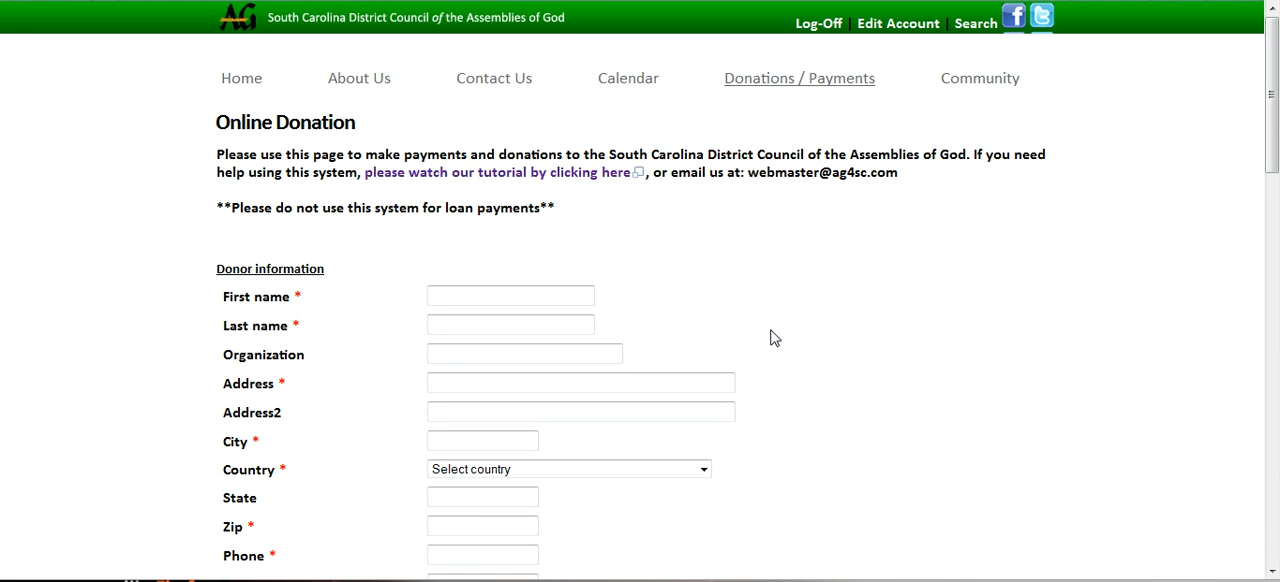 AG South Carolina District Council of the Assemblies of God
Log-Off | Edit Account | Search f t
Home About Us Contact Us Calendar Donations / Payments Community
Online Donation
Please use this page to make payments and donations to the South Carolina District Council of the Assemblies of God. If you need
help using this system, please watch our tutorial by clicking here, or email us at: webmaster@ag4sc.com
**Please do not use this system for loan payments**
Donor information
First name *
Last name *
Organization
Address *
Address2
City *
Country * Select country
State
Zip *
Phone *